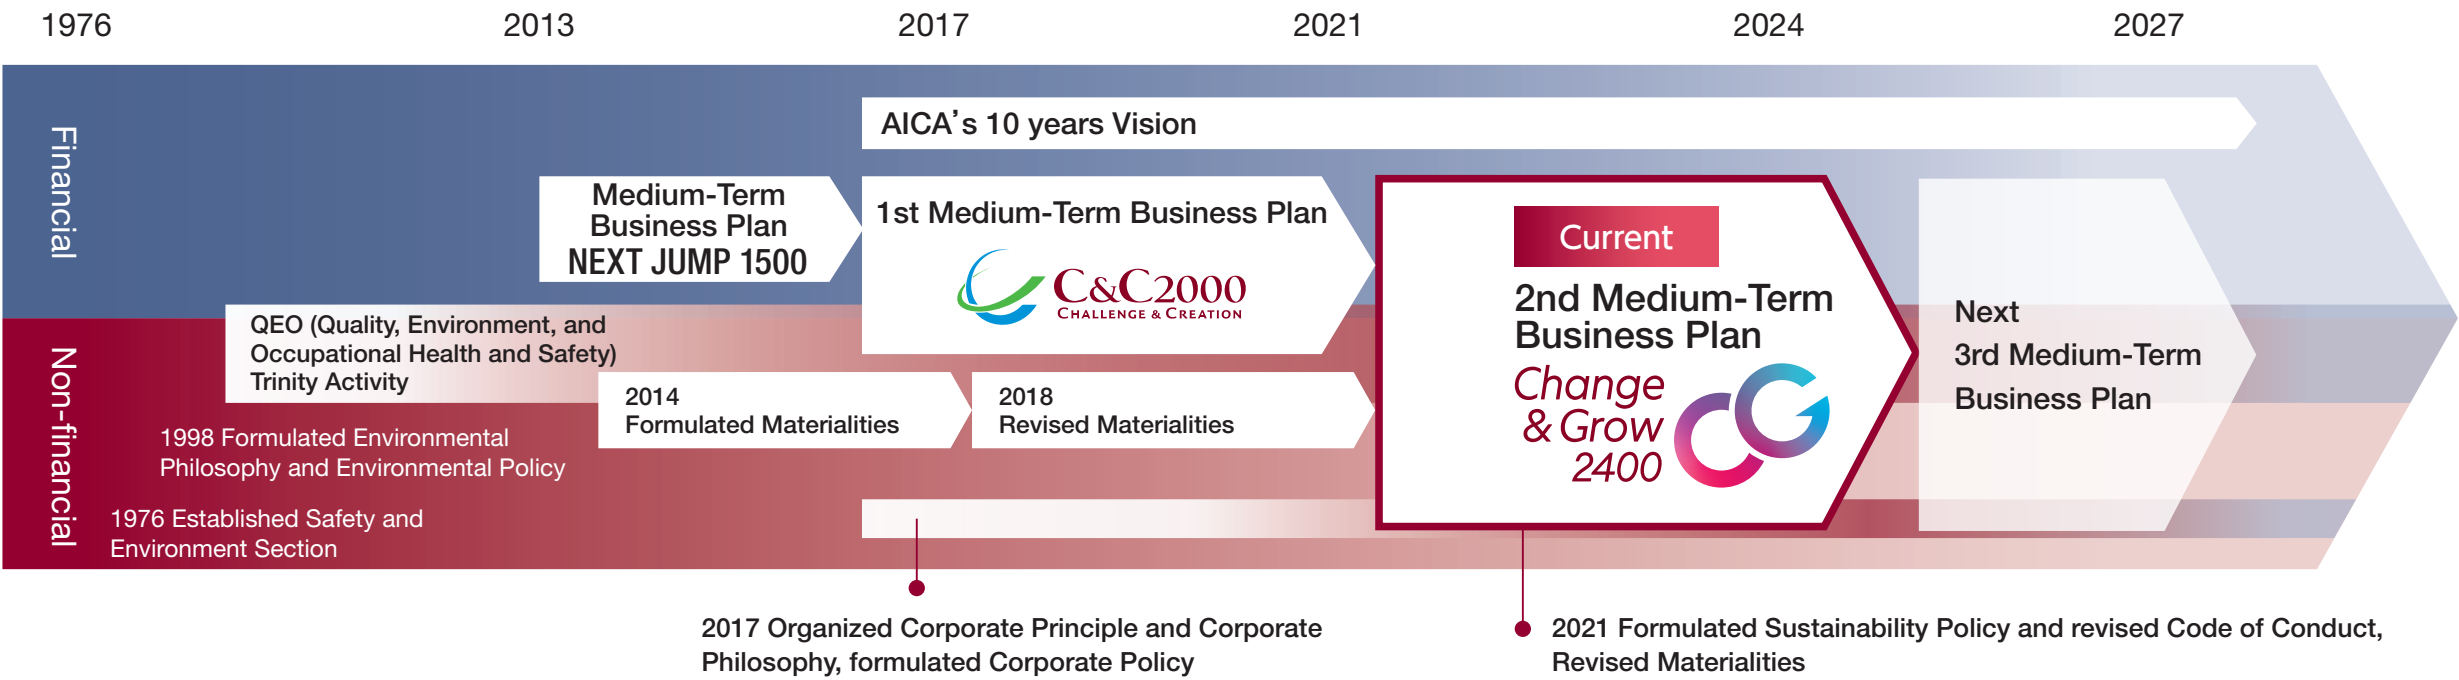 1976
2013
2017
2021
2024
2027
Financial
AICA’s 10 years Vision
Medium-Term
Business Plan
NEXT JUMP 1500
1st Medium-Term Business Plan
C&C2000
CHALLENGE & CREATION
Current
2nd Medium-Term
Business Plan
Change
& Grow
2400
Next
3rd Medium-Term
Business Plan
Non-financial
QEO (Quality, Environment, and
Occupational Health and Safety)
Trinity Activity
2014
Formulated Materialities
2018
Revised Materialities
1998 Formulated Environmental
Philosophy and Environmental Policy
1976 Established Safety and
Environment Section
2017 Organized Corporate Principle and Corporate
Philosophy, formulated Corporate Policy
2021 Formulated Sustainability Policy and revised Code of Conduct,
Revised Materialities